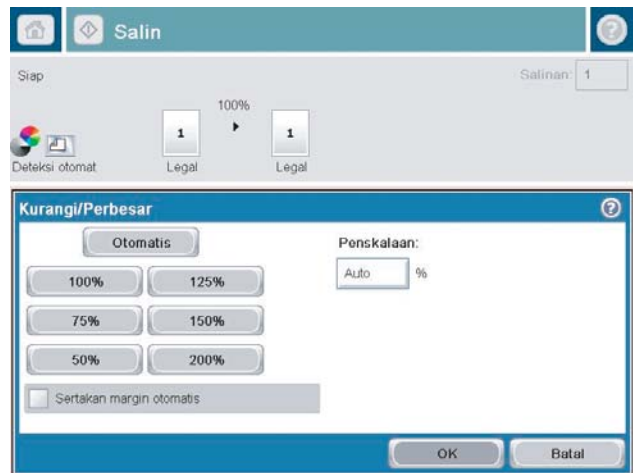 Salin
Siap
Salinan: 1
100%
1 1
Deteksi otomat Legal Legal
Kurangi/Perbesar
Otomatis
Penskalaan:
100% 125%
Auto %
75% 150%
50% 200%
Sertakan margin otomatis
OK Batal